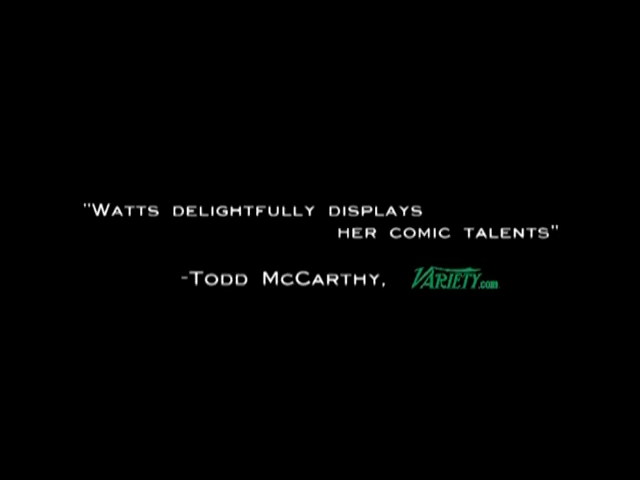 "WATTS DELIGHTFULLY DISPLAYS
HER COMIC TALENTS"
-TODD MCCARTHY, VARIETY.com